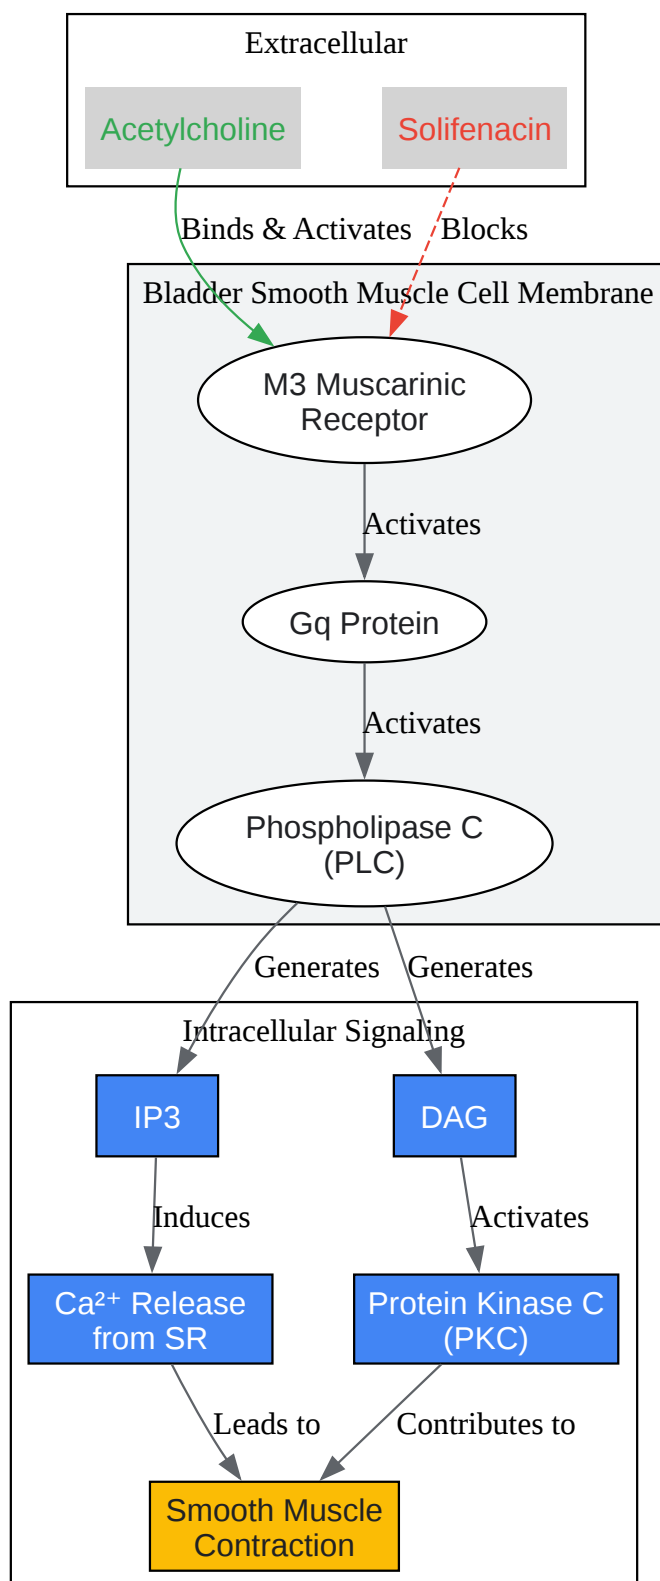 Extracellular
Acetylcholine
Solifenacin
Binds & Activates
Blocks
Bladder Smooth Muscle Cell Membrane
M3 Muscarinic
Receptor
Activates
Gq Protein
Activates
Phospholipase C
(PLC)
Generates
Generates
Intracellular Signaling
IP3
DAG
Induces
Activates
Ca²⁺ Release
from SR
Protein Kinase C
(PKC)
Leads to
Contributes to
Smooth Muscle
Contraction